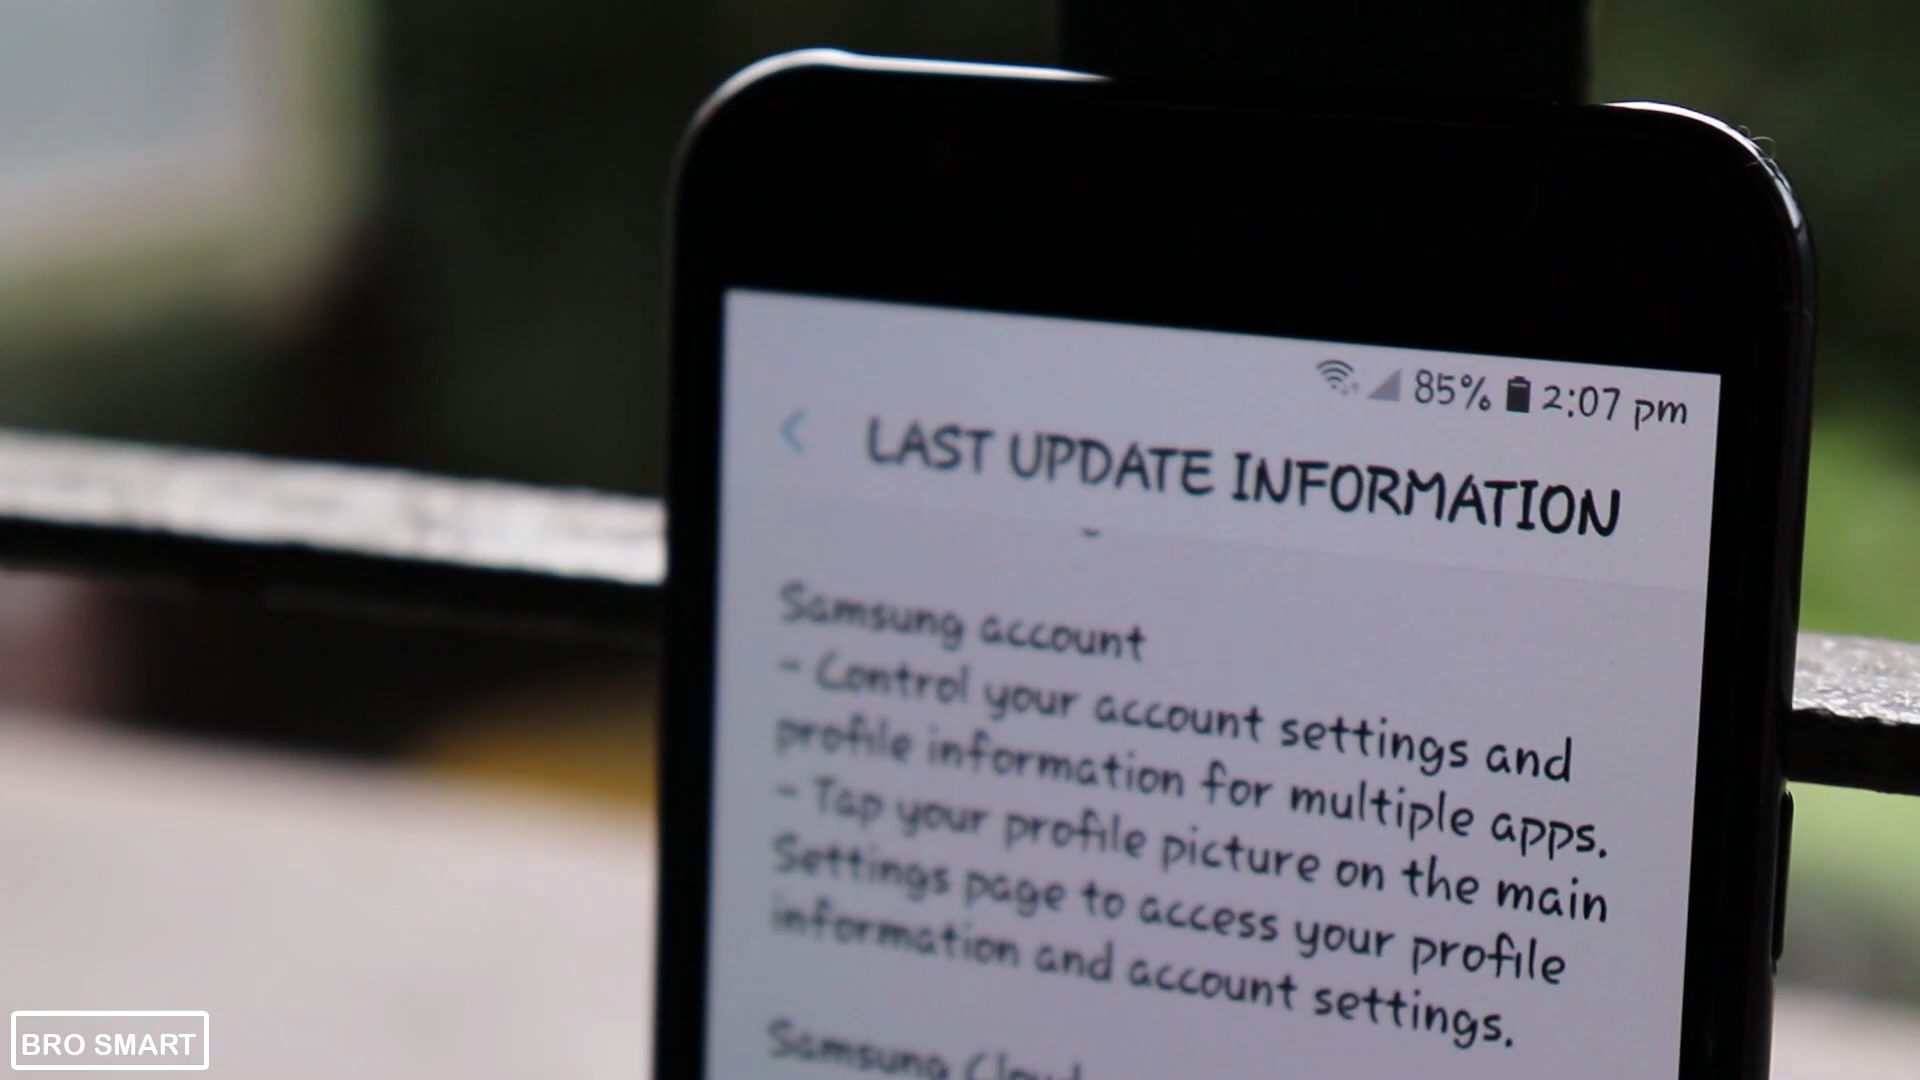 85% 2:07 pm
LAST UPDATE INFORMATION
Samsung account
- Control your account settings and
profile information for multiple apps.
- Tap your profile picture on the main
Settings page to access your profile
information and account settings.
Samsung Cloud
BRO SMART